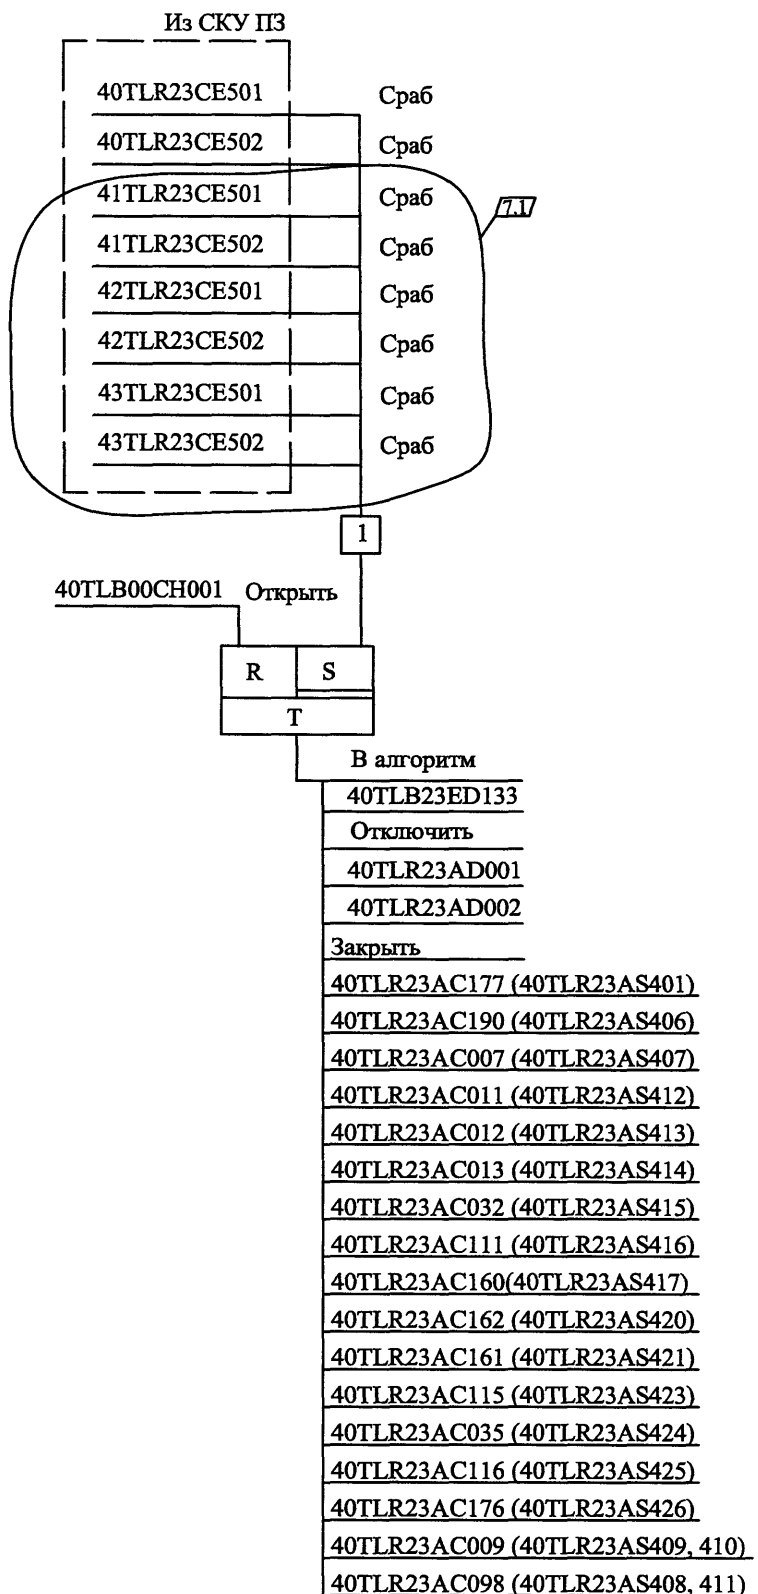 Из СКУ ПЗ
40TLR23CE501 Сраб
40TLR23CE502 Сраб
41TLR23CE501 Сраб
7.1
41TLR23CE502 Сраб
42TLR23CE501 Сраб
42TLR23CE502 Сраб
43TLR23CE501 Сраб
43TLR23CE502 Сраб
1
40TLB00CH001 Открыть
R S
T
В алгоритм
40TLB23ED133
Отключить
40TLR23AD001
40TLR23AD002
Закрыть
40TLR23AC177 (40TLR23AS401)
40TLR23AC190 (40TLR23AS406)
40TLR23AC007 (40TLR23AS407)
40TLR23AC011 (40TLR23AS412)
40TLR23AC012 (40TLR23AS413)
40TLR23AC013 (40TLR23AS414)
40TLR23AC032 (40TLR23AS415)
40TLR23AC111 (40TLR23AS416)
40TLR23AC160(40TLR23AS417)
40TLR23AC162 (40TLR23AS420)
40TLR23AC161 (40TLR23AS421)
40TLR23AC115 (40TLR23AS423)
40TLR23AC035 (40TLR23AS424)
40TLR23AC116 (40TLR23AS425)
40TLR23AC176 (40TLR23AS426)
40TLR23AC009 (40TLR23AS409, 410)
40TLR23AC098 (40TLR23AS408, 411)